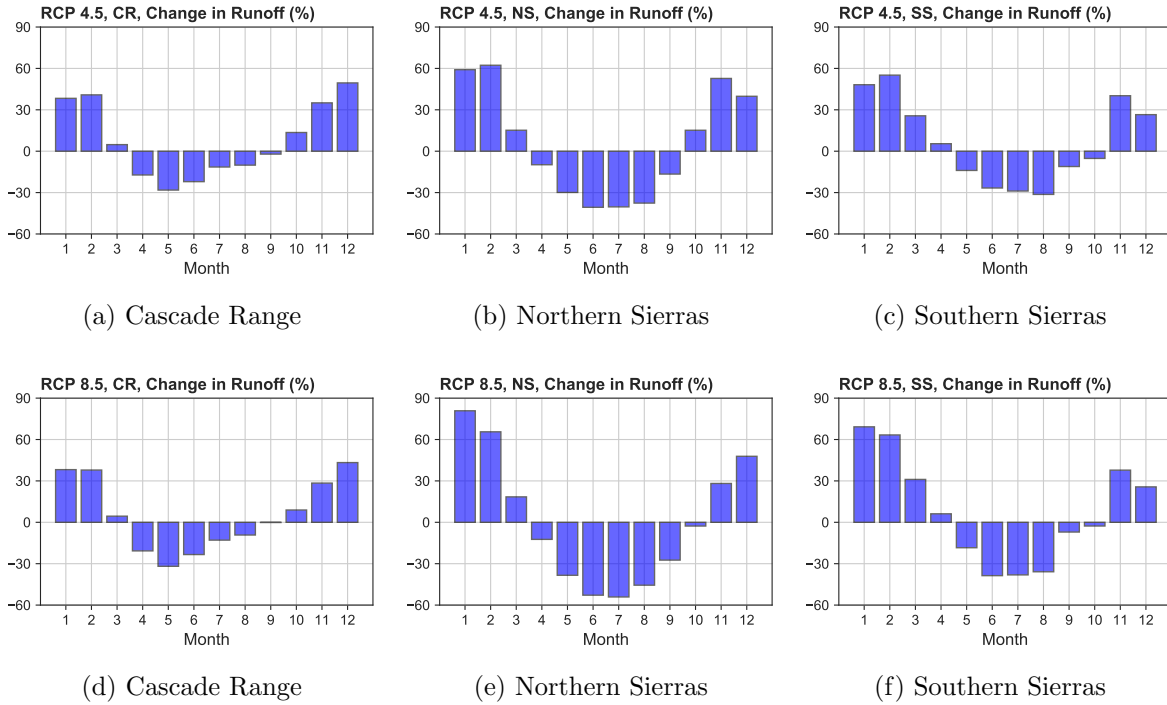 RCP 4.5, CR, Change in Runoff (%)
90
60
30
0
−30
−60
1 2 3 4 5 6 7 8 9 10 11 12
Month
(a) Cascade Range
RCP 4.5, NS, Change in Runoff (%)
90
60
30
0
−30
−60
1 2 3 4 5 6 7 8 9 10 11 12
Month
(b) Northern Sierras
RCP 4.5, SS, Change in Runoff (%)
90
60
30
0
−30
−60
1 2 3 4 5 6 7 8 9 10 11 12
Month
(c) Southern Sierras
RCP 8.5, CR, Change in Runoff (%)
90
60
30
0
−30
−60
1 2 3 4 5 6 7 8 9 10 11 12
Month
(d) Cascade Range
RCP 8.5, NS, Change in Runoff (%)
90
60
30
0
−30
−60
1 2 3 4 5 6 7 8 9 10 11 12
Month
(e) Northern Sierras
RCP 8.5, SS, Change in Runoff (%)
90
60
30
0
−30
−60
1 2 3 4 5 6 7 8 9 10 11 12
Month
(f) Southern Sierras